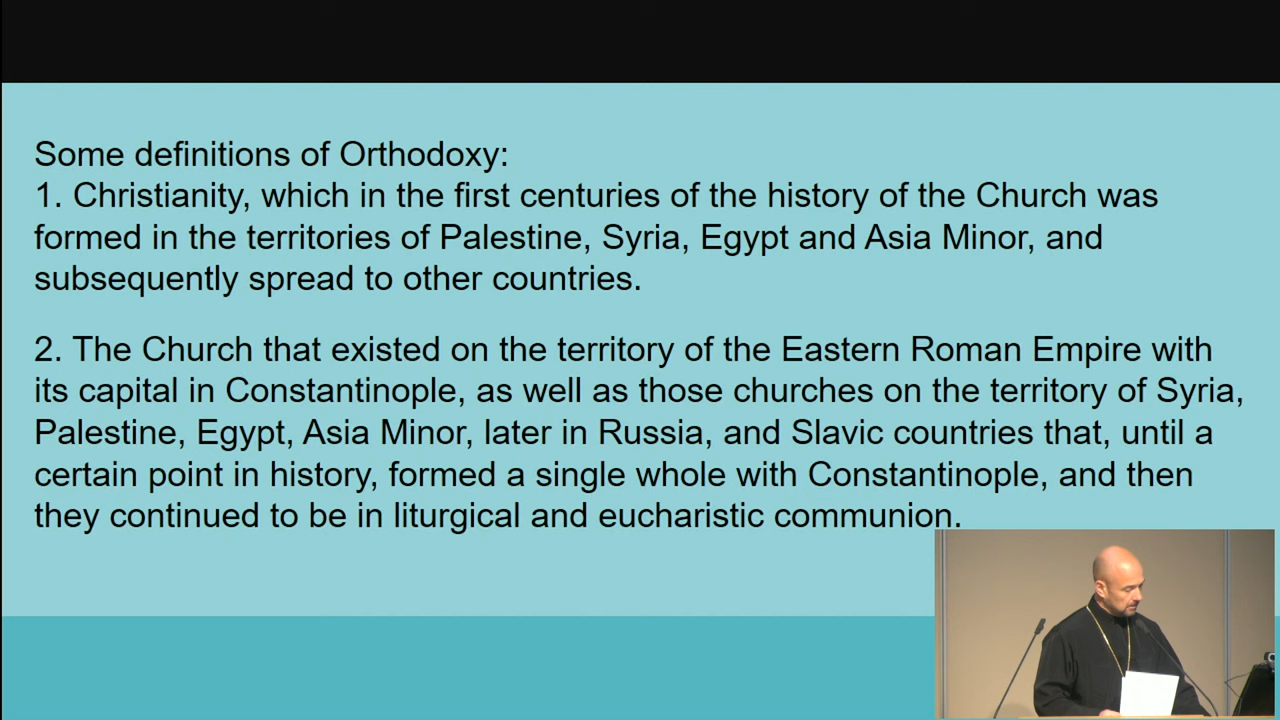 Some definitions of Orthodoxy:
1. Christianity, which in the first centuries of the history of the Church was
formed in the territories of Palestine, Syria, Egypt and Asia Minor, and
subsequently spread to other countries.
2. The Church that existed on the territory of the Eastern Roman Empire with
its capital in Constantinople, as well as those churches on the territory of Syria,
Palestine, Egypt, Asia Minor, later in Russia, and Slavic countries that, until a
certain point in history, formed a single whole with Constantinople, and then
they continued to be in liturgical and eucharistic communion.